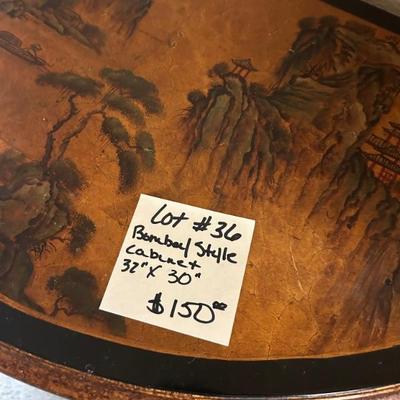 Lot #36
Bombay Style
Cabinet
32" X 30"
$150.00